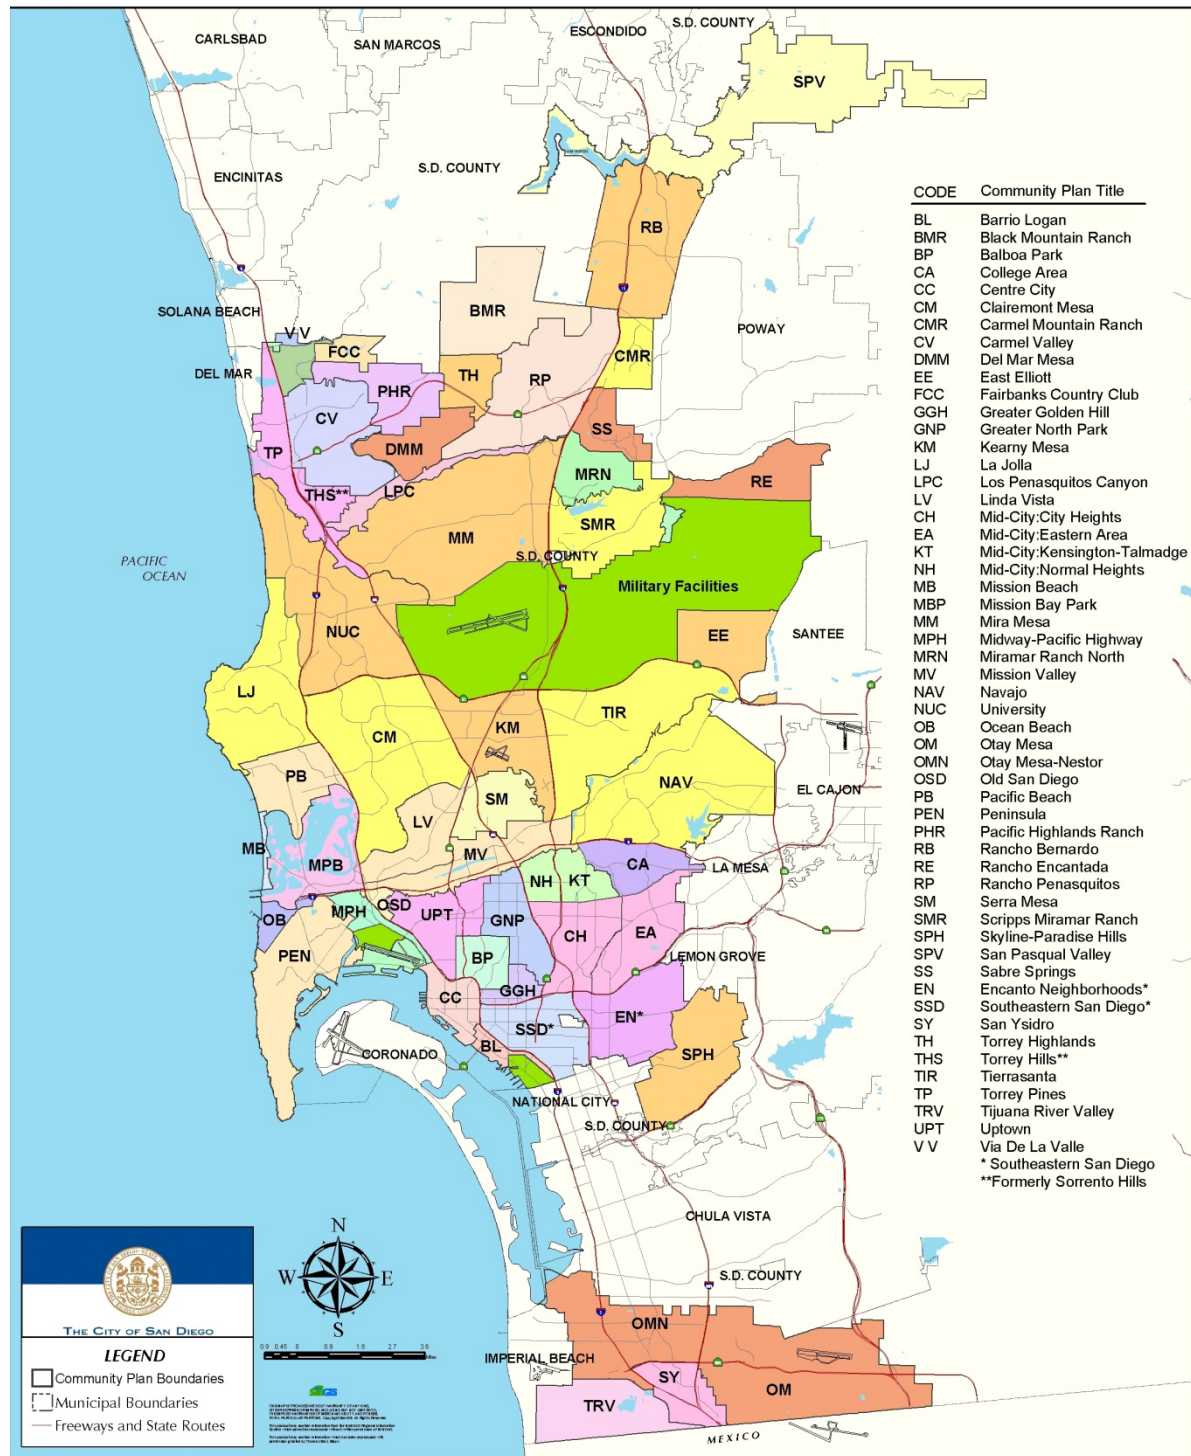 S.D. COUNTY
ESCONDIDO
CARLSBAD
SAN MARCOS
SPV
S.D. COUNTY
ENCINITAS
RB
SOLANA BEACH
BMR
POWAY
V V
FCC
CMR
DEL MAR
TH
RP
PHR
CV
SS
DMM
TP
MRN
RE
THS**
LPC
SMR
MM
S.D. COUNTY
PACIFIC
OCEAN
Military Facilities
NUC
EE
SANTEE
LJ
TIR
KM
CM
PB
NAV
EL CAJON
SM
LV
MB
MV
MPB
CA
LA MESA
NH
KT
OSD
MPH
OB
UPT
GNP
CH
EA
PEN
BP
LEMON GROVE
GGH
CC
EN*
SSD*
BL
SPH
CORONADO
NATIONAL CITY
S.D. COUNTY
CHULA VISTA
S.D. COUNTY
OMN
IMPERIAL BEACH
SY
OM
TRV
MEXICO
CODE Community Plan Title
BL Barrio Logan
BMR Black Mountain Ranch
BP Balboa Park
CA College Area
CC Centre City
CM Clairemont Mesa
CMR Carmel Mountain Ranch
CV Carmel Valley
DMM Del Mar Mesa
EE East Elliott
FCC Fairbanks Country Club
GGH Greater Golden Hill
GNP Greater North Park
KM Kearny Mesa
LJ La Jolla
LPC Los Penasquitos Canyon
LV Linda Vista
CH Mid-City:City Heights
EA Mid-City:Eastern Area
KT Mid-City:Kensington-Talmadge
NH Mid-City:Normal Heights
MB Mission Beach
MBP Mission Bay Park
MM Mira Mesa
MPH Midway-Pacific Highway
MRN Miramar Ranch North
MV Mission Valley
NAV Navajo
NUC University
OB Ocean Beach
OM Otay Mesa
OMN Otay Mesa-Nestor
OSD Old San Diego
PB Pacific Beach
PEN Peninsula
PHR Pacific Highlands Ranch
RB Rancho Bernardo
RE Rancho Encantada
RP Rancho Penasquitos
SM Serra Mesa
SMR Scripps Miramar Ranch
SPH Skyline-Paradise Hills
SPV San Pasqual Valley
SS Sabre Springs
EN Encanto Neighborhoods*
SSD Southeastern San Diego*
SY San Ysidro
TH Torrey Highlands
THS Torrey Hills**
TIR Tierrasanta
TP Torrey Pines
TRV Tijuana River Valley
UPT Uptown
V V Via De La Valle
* Southeastern San Diego
**Formerly Sorrento Hills
THE CITY OF SAN DIEGO
LEGEND
Community Plan Boundaries
Municipal Boundaries
Freeways and State Routes
N
W E
S
0.9 0.45 0 0.9 1.8 2.7 3.6